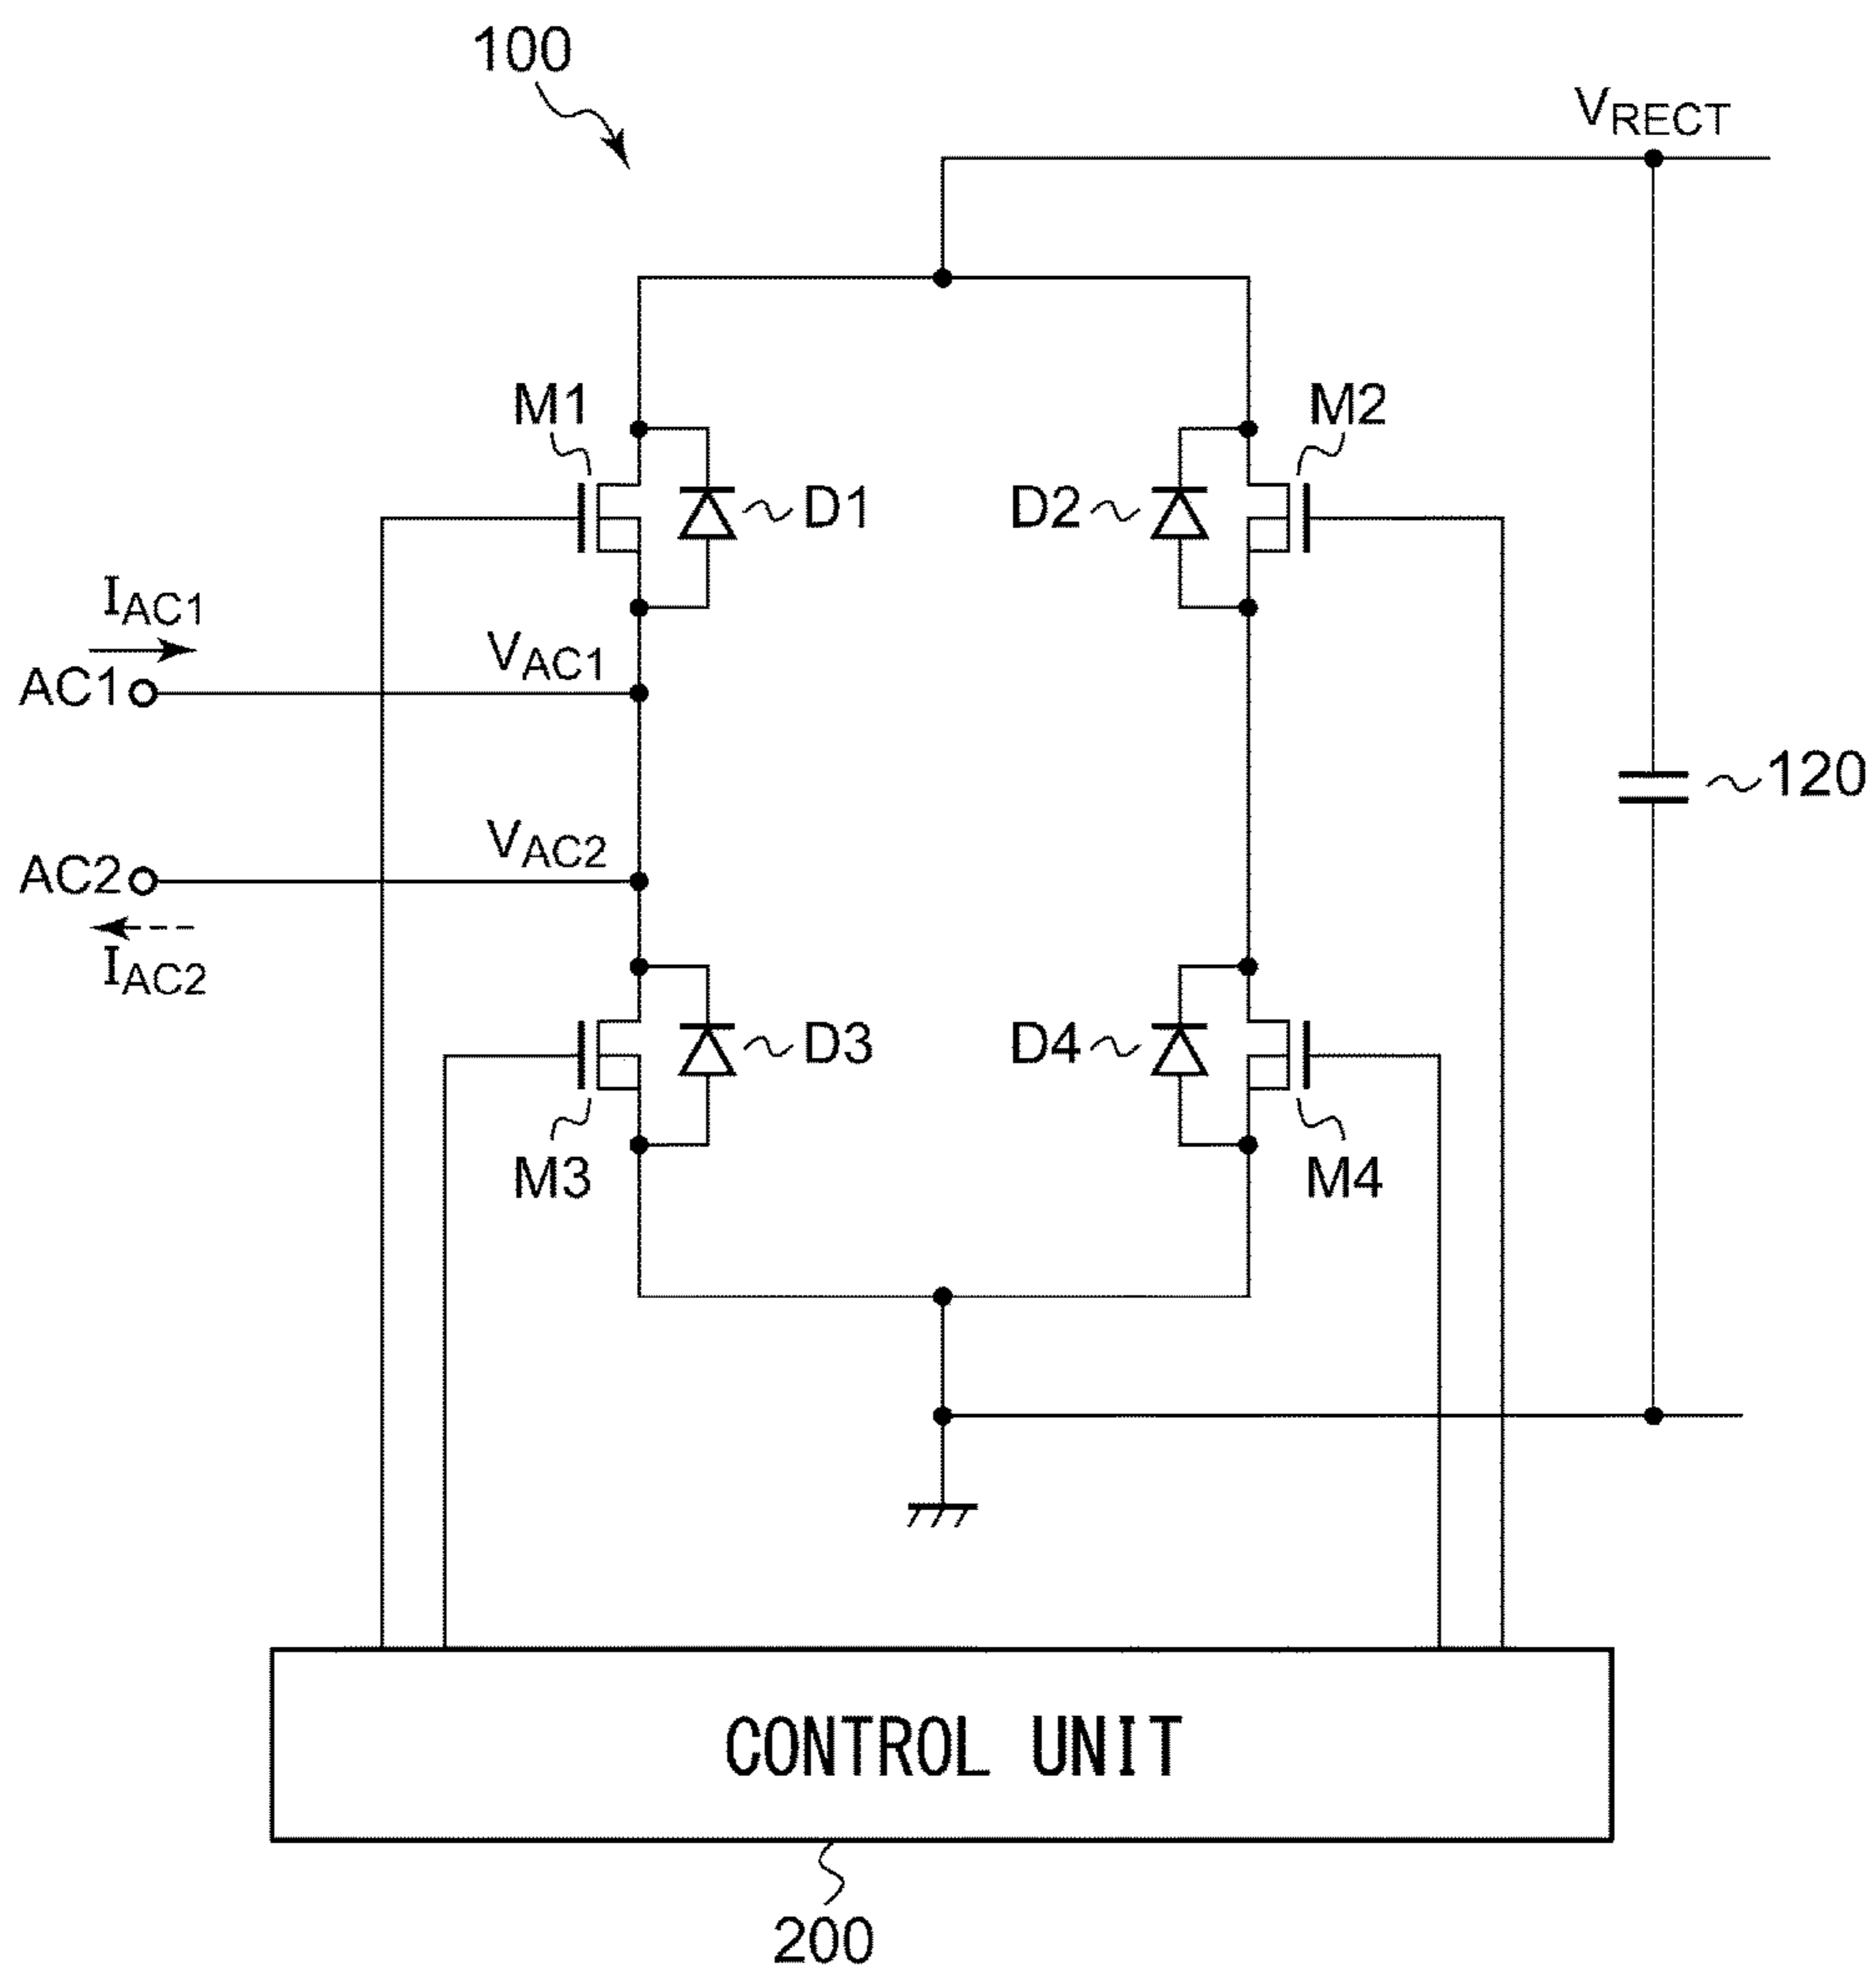 100
VRECT
M1
M2
D1
D2
IAC1
VAC1
AC1
120
VAC2
AC2
IAC2
D3
D4
M3
M4
CONTROL UNIT
200